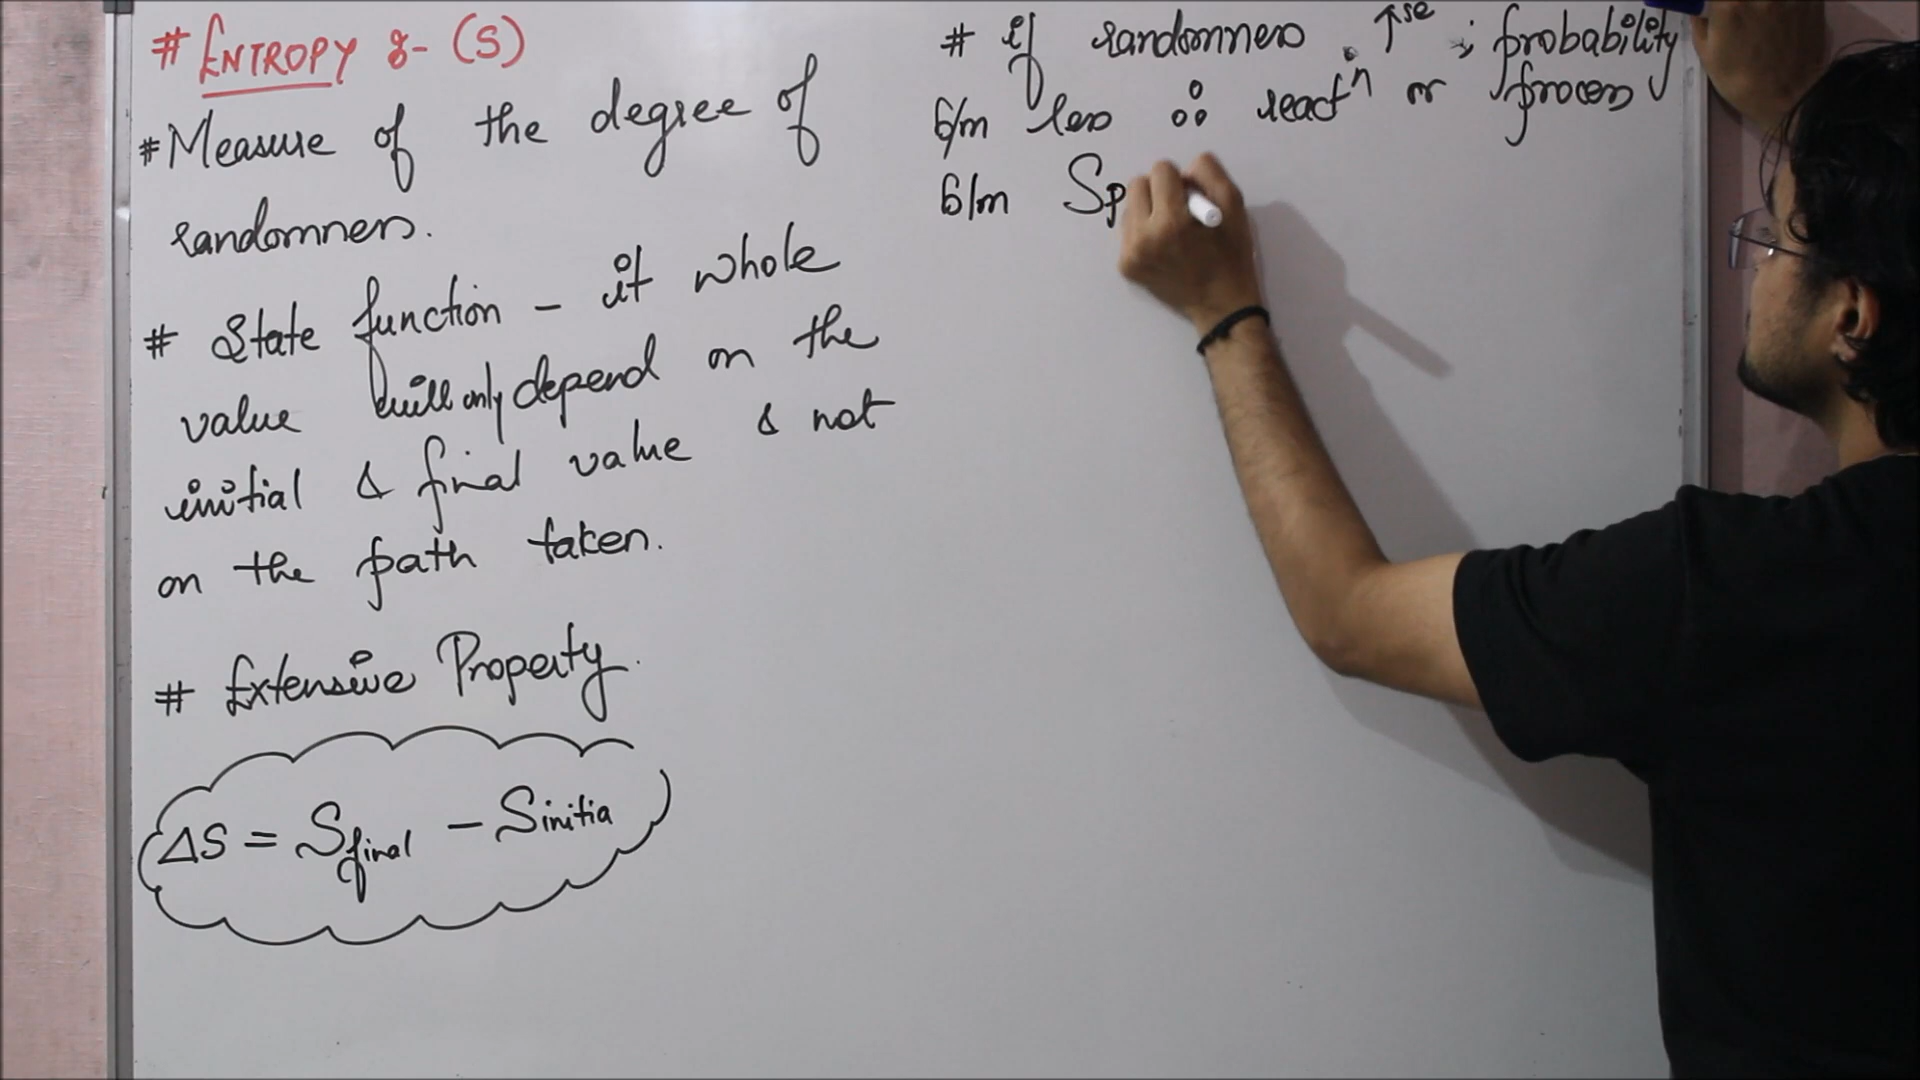 # ENTROPY :- (S)
# Measure of the degree of
randomness.
# State function - it whole
value will only depend on the
initial & final value & not
on the path taken.
# Extensive Property.
ΔS = Sfinal - Sinitia
# if randomness ↑se ; probability
b/m less ∴ reactⁿ or process
b/m Sp